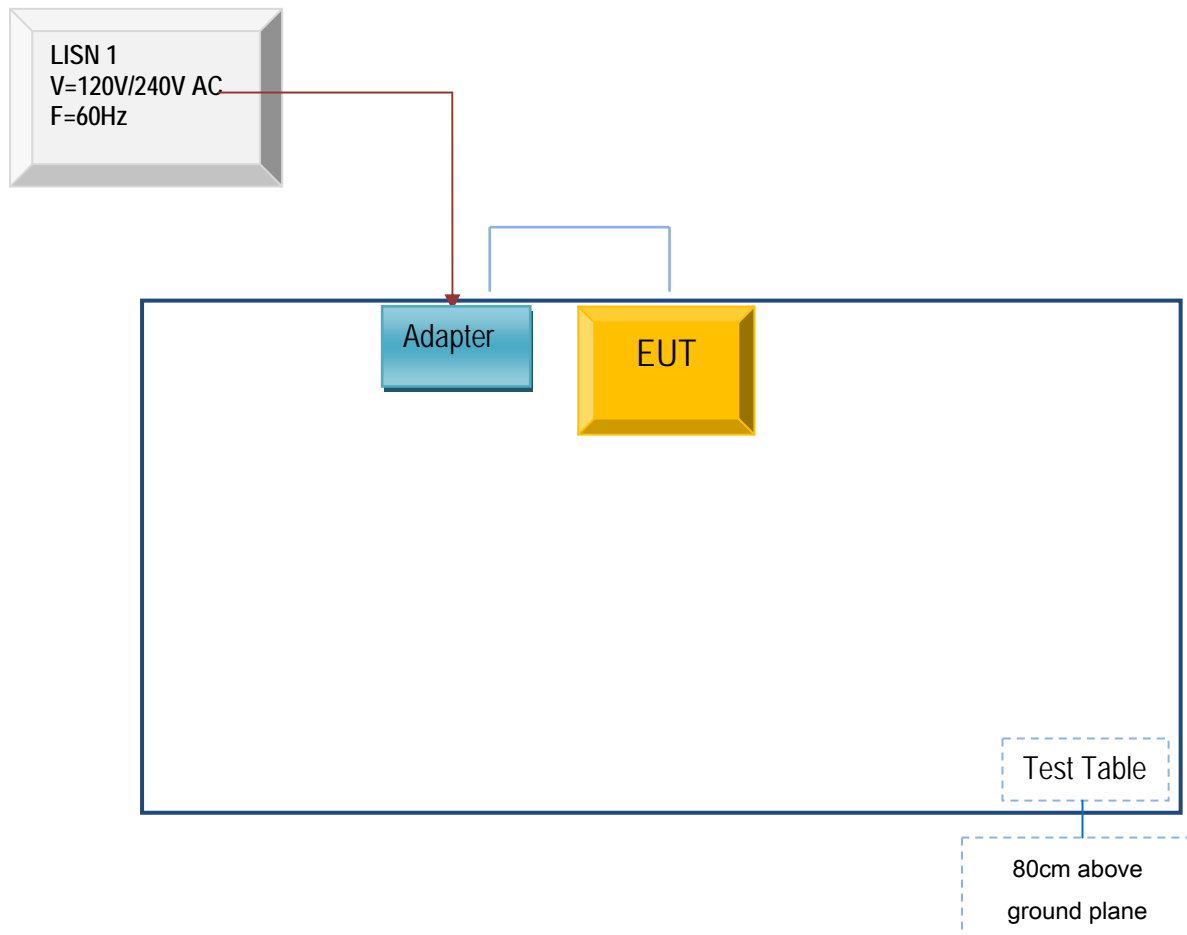 LISN 1
V=120V/240V AC
F=60Hz
Adapter
EUT
Test Table
80cm above
ground plane